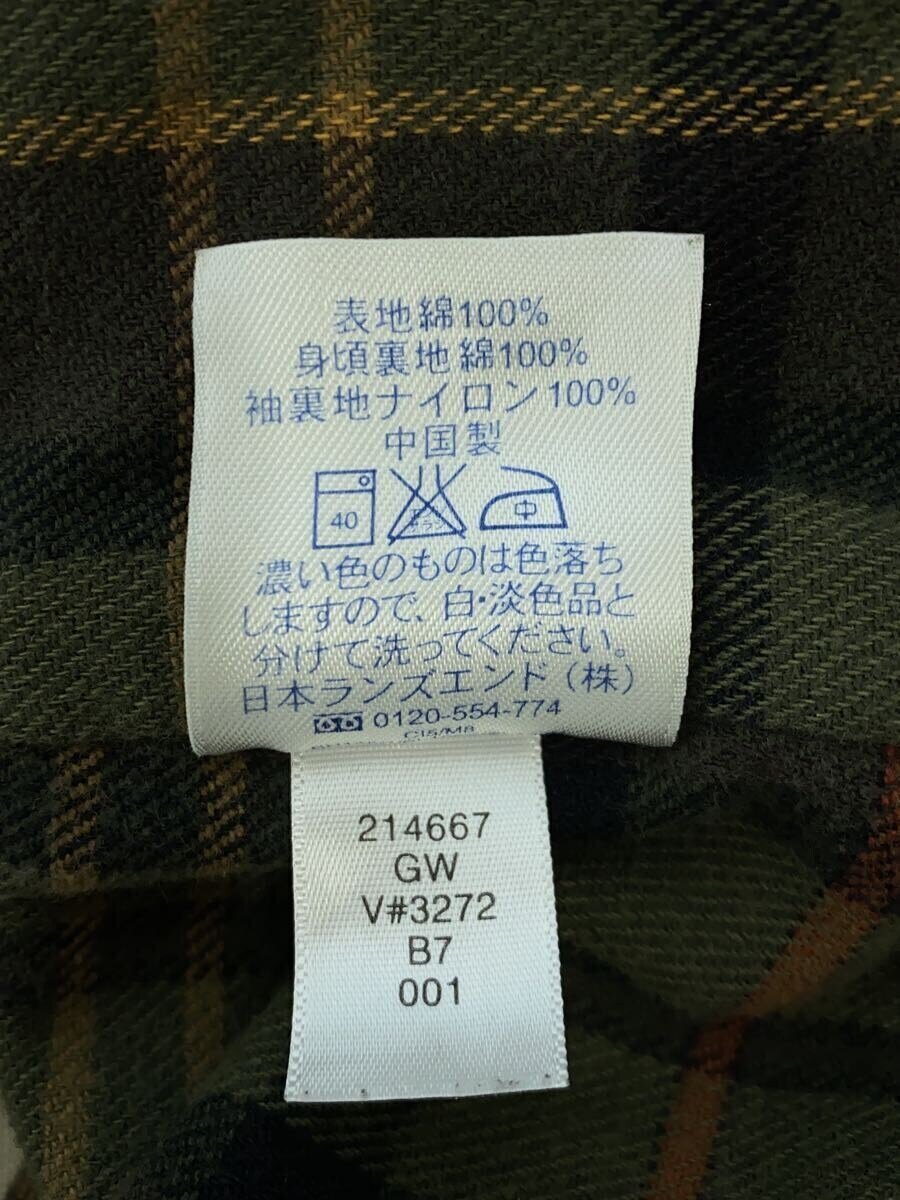 表地綿100%
身頃裏地綿100%
袖裏地ナイロン100%
中国製
40
中
濃い色のものは色落ち
しますので、白・淡色品と
分けて洗ってください。
日本ランズエンド(株)
0120-554-774
C15/M8
214667
GW
V#3272
B7
001